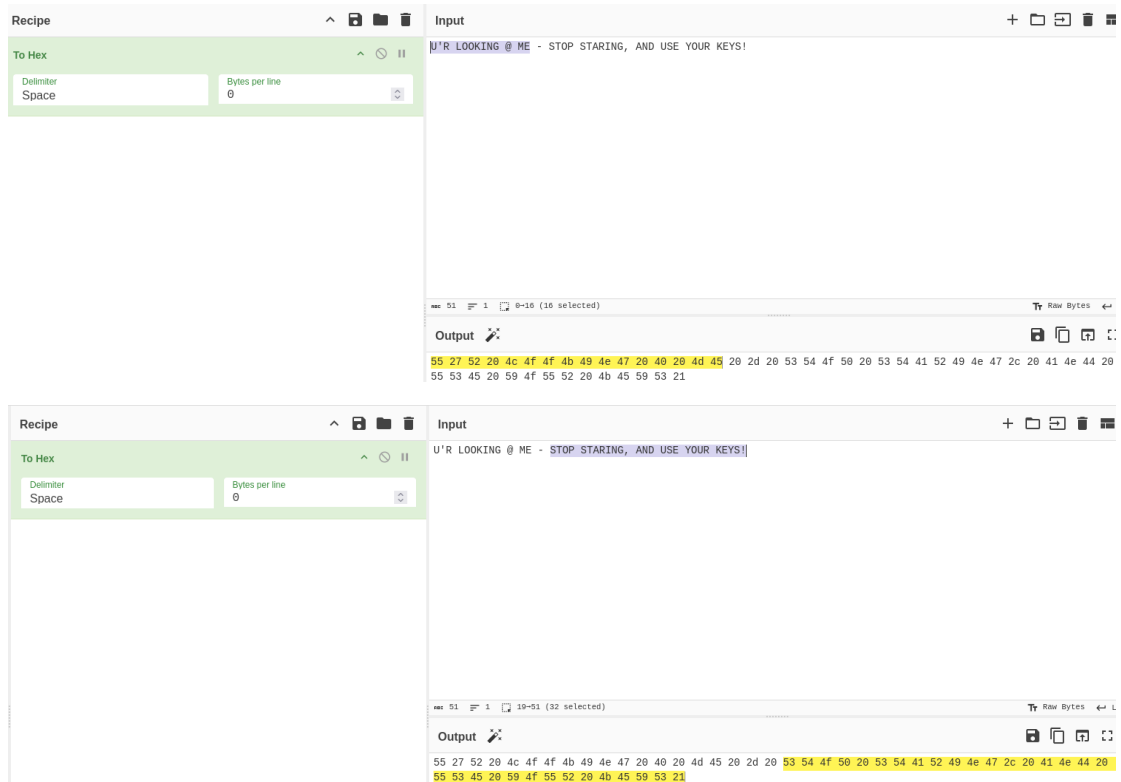 Recipe
Input
To Hex
Delimiter
Space
Bytes per line
0
U'R LOOKING @ ME - STOP STARING, AND USE YOUR KEYS!
ABC 51 1 0→16 (16 selected)
Tт Raw Bytes
Output
55 27 52 20 4c 4f 4f 4b 49 4e 47 20 40 20 4d 45 20 2d 20 53 54 4f 50 20 53 54 41 52 49 4e 47 2c 20 41 4e 44 20
55 53 45 20 59 4f 55 52 20 4b 45 59 53 21
Recipe
Input
To Hex
Delimiter
Space
Bytes per line
0
U'R LOOKING @ ME - STOP STARING, AND USE YOUR KEYS!
ABC 51 1 19→51 (32 selected)
Tт Raw Bytes
Output
55 27 52 20 4c 4f 4f 4b 49 4e 47 20 40 20 4d 45 20 2d 20 53 54 4f 50 20 53 54 41 52 49 4e 47 2c 20 41 4e 44 20
55 53 45 20 59 4f 55 52 20 4b 45 59 53 21